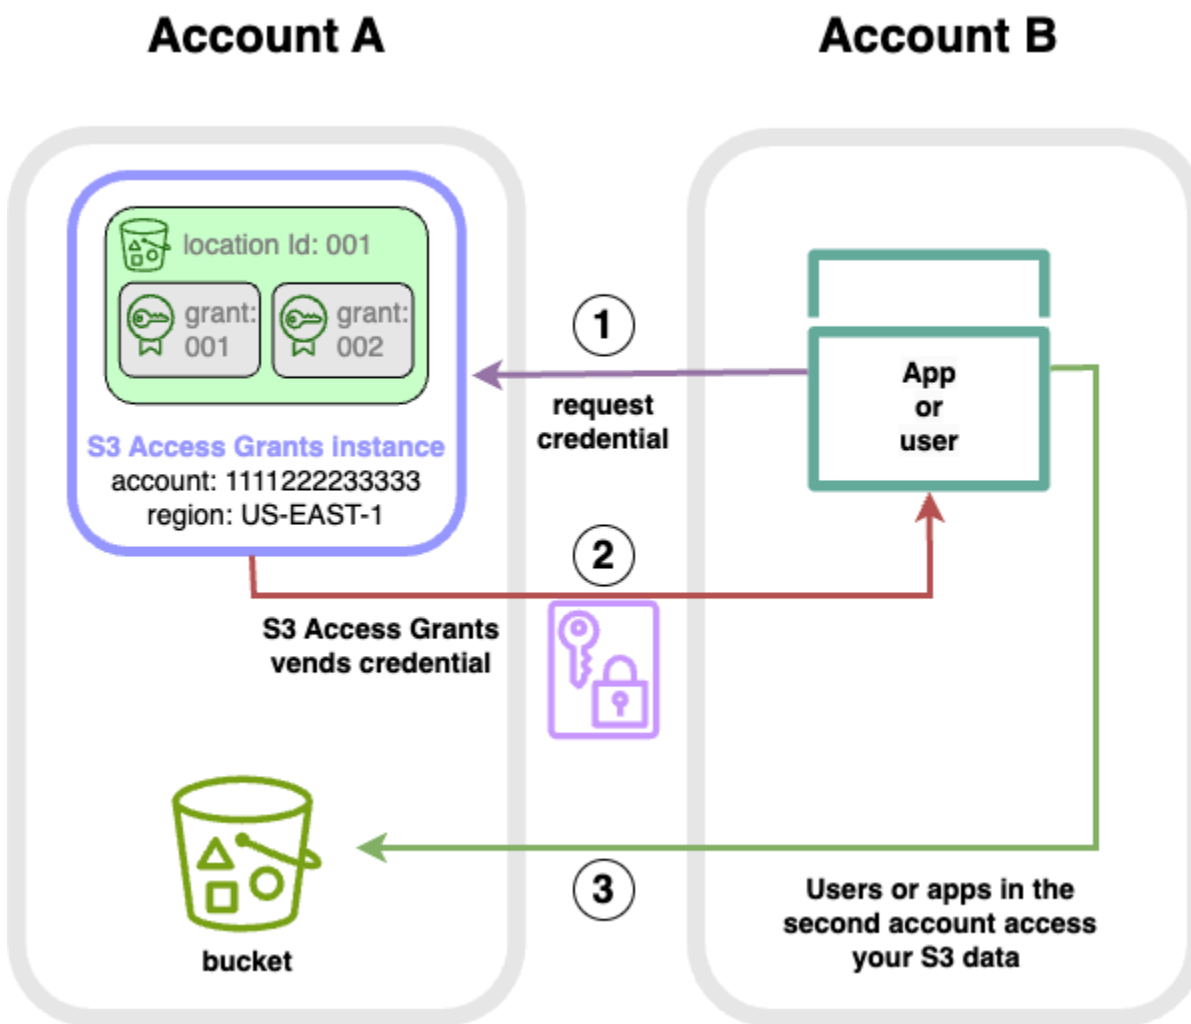 Account A
Account B
location Id: 001
grant:
001
grant:
002
S3 Access Grants instance
account: 1111222233333
region: US-EAST-1
1
request
credential
App
or
user
2
S3 Access Grants
vends credential
3
Users or apps in the
second account access
your S3 data
bucket